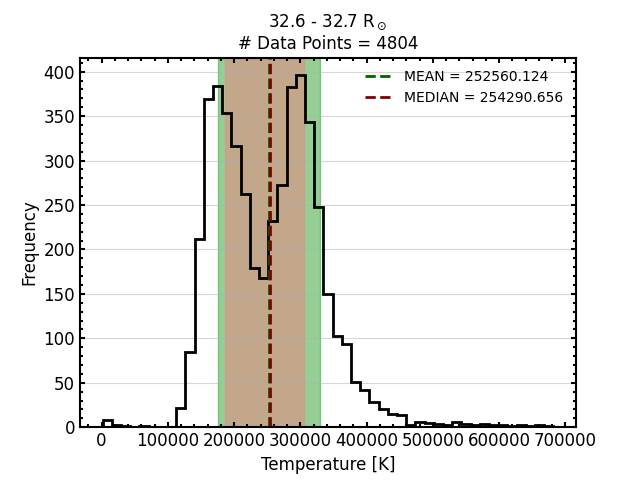 32.6 - 32.7 R☉
# Data Points = 4804
MEAN = 252560.124
MEDIAN = 254290.656
Frequency
400
350
300
250
200
150
100
50
0
0 100000 200000 300000 400000 500000 600000 700000
Temperature [K]